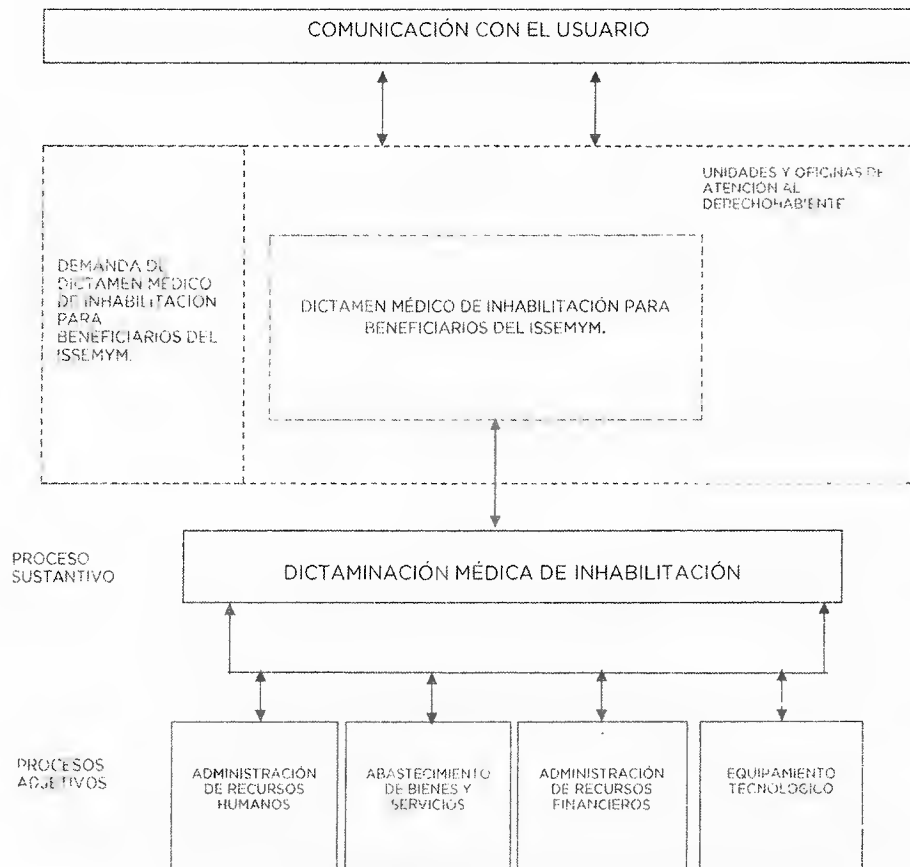 COMUNICACIÓN CON EL USUARIO
UNIDADES Y OFICINAS DE
ATENCIÓN AL
DERECHOHABIENTE
DEMANDA DE
DICTAMEN MÉDICO
DE INHABILITACIÓN
PARA
BENEFICIARIOS DEL
ISSEMYM.
DICTAMEN MÉDICO DE INHABILITACIÓN PARA
BENEFICIARIOS DEL ISSEMYM.
PROCESO
SUSTANTIVO
DICTAMINACIÓN MÉDICA DE INHABILITACIÓN
PROCESOS
ADJETIVOS
ADMINISTRACIÓN
DE RECURSOS
HUMANOS
ABASTECIMIENTO
DE BIENES Y
SERVICIOS
ADMINISTRACIÓN
DE RECURSOS
FINANCIEROS
EQUIPAMIENTO
TECNOLÓGICO